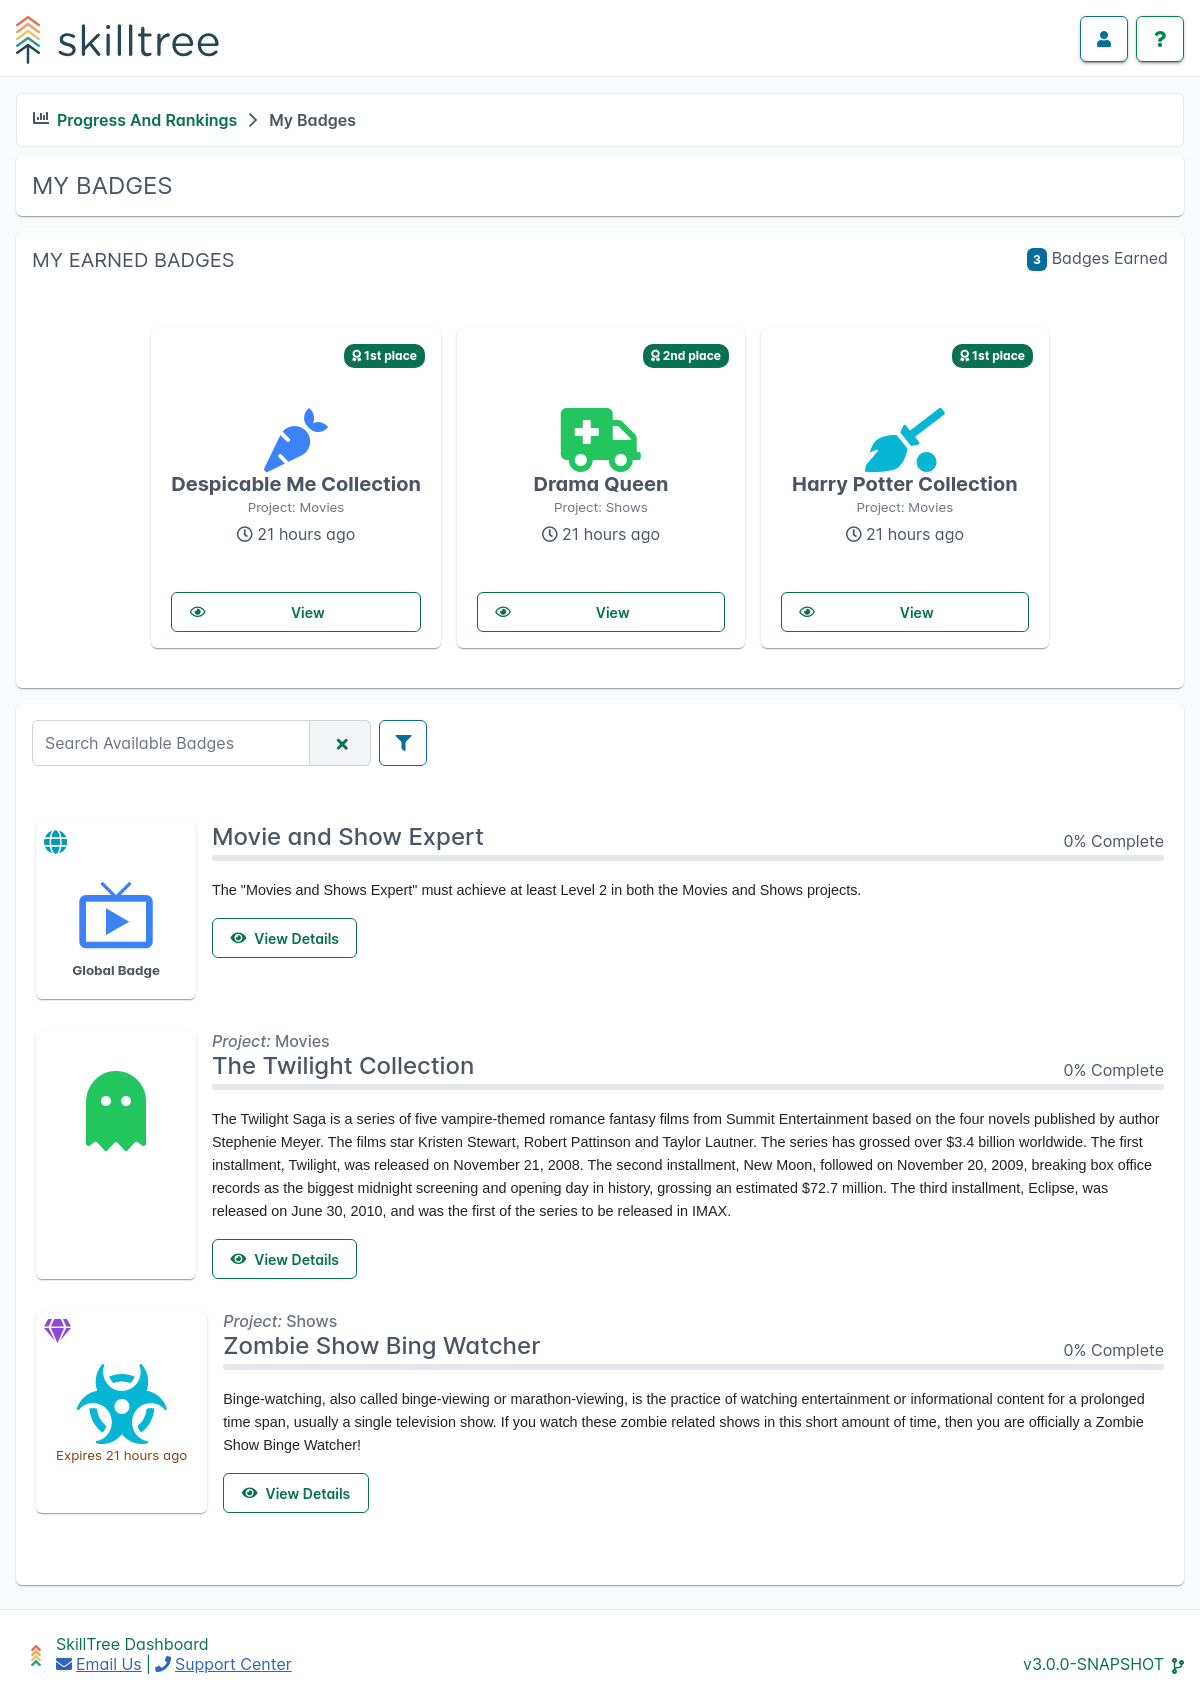 skilltree
?
Progress And Rankings > My Badges
MY BADGES
MY EARNED BADGES
3 Badges Earned
1st place
Despicable Me Collection
Project: Movies
21 hours ago
View
2nd place
Drama Queen
Project: Shows
21 hours ago
View
1st place
Harry Potter Collection
Project: Movies
21 hours ago
View
Search Available Badges
Global Badge
Movie and Show Expert
0% Complete
The "Movies and Shows Expert" must achieve at least Level 2 in both the Movies and Shows projects.
View Details
Project: Movies
The Twilight Collection
0% Complete
The Twilight Saga is a series of five vampire-themed romance fantasy films from Summit Entertainment based on the four novels published by author
Stephenie Meyer. The films star Kristen Stewart, Robert Pattinson and Taylor Lautner. The series has grossed over $3.4 billion worldwide. The first
installment, Twilight, was released on November 21, 2008. The second installment, New Moon, followed on November 20, 2009, breaking box office
records as the biggest midnight screening and opening day in history, grossing an estimated $72.7 million. The third installment, Eclipse, was
released on June 30, 2010, and was the first of the series to be released in IMAX.
View Details
Expires 21 hours ago
Project: Shows
Zombie Show Bing Watcher
0% Complete
Binge-watching, also called binge-viewing or marathon-viewing, is the practice of watching entertainment or informational content for a prolonged
time span, usually a single television show. If you watch these zombie related shows in this short amount of time, then you are officially a Zombie
Show Binge Watcher!
View Details
SkillTree Dashboard
Email Us | Support Center
v3.0.0-SNAPSHOT